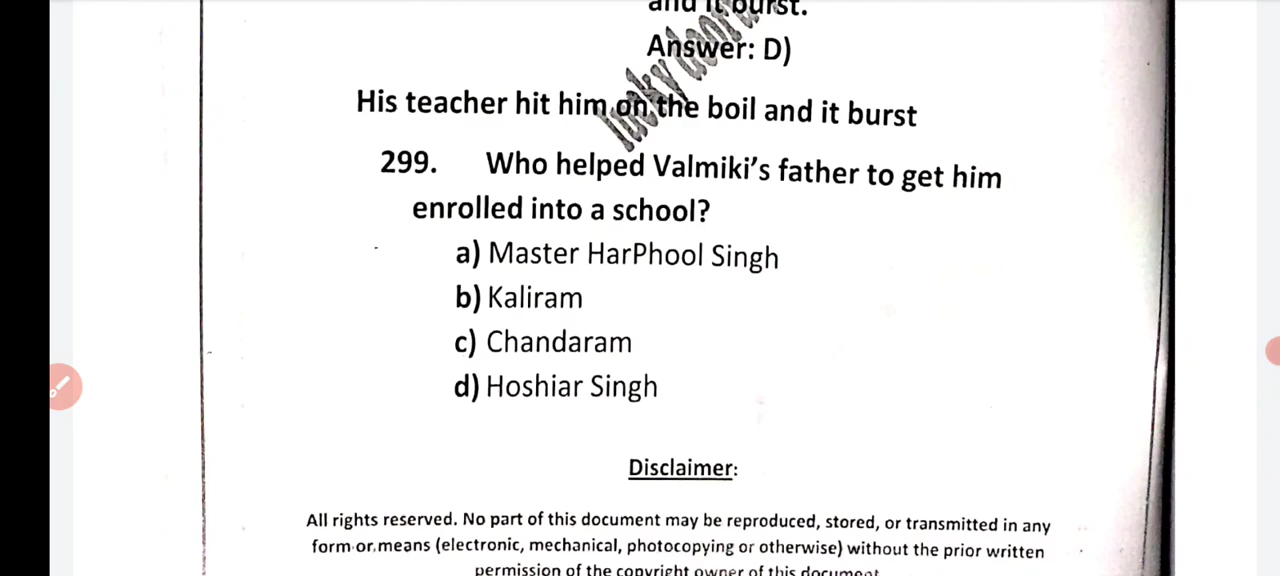 and it burst.
Answer: D)
His teacher hit him on the boil and it burst
299. Who helped Valmiki's father to get him
enrolled into a school?
a) Master HarPhool Singh
b) Kaliram
c) Chandaram
d) Hoshiar Singh
Disclaimer:
All rights reserved. No part of this document may be reproduced, stored, or transmitted in any
form or means (electronic, mechanical, photocopying or otherwise) without the prior written
permission of the copyright owner of this document